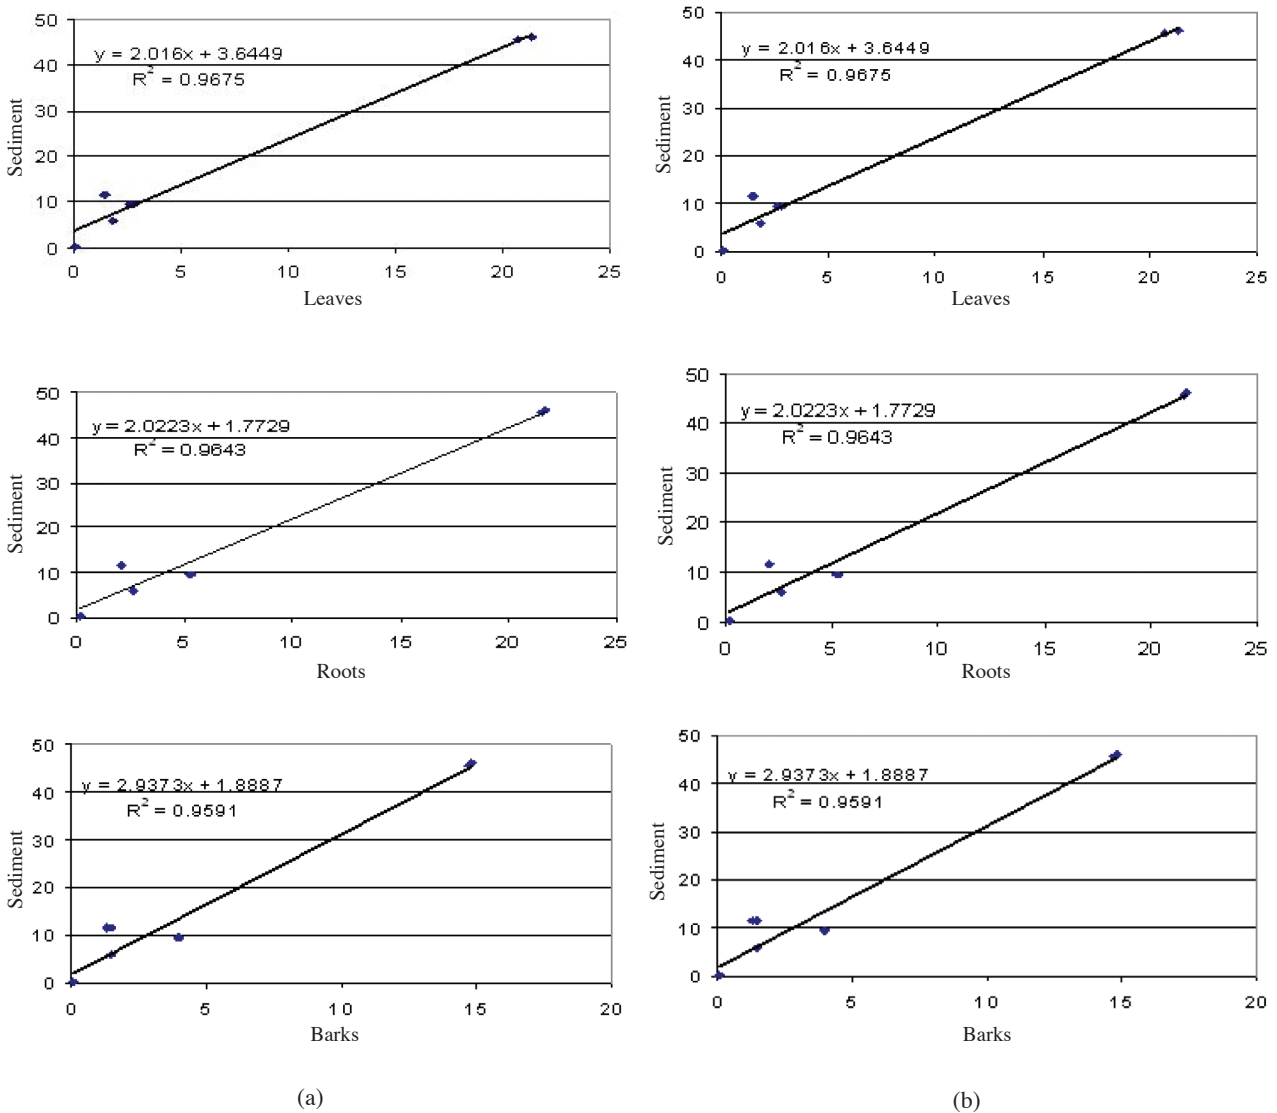 50
40
30
20
10
0
Sediment
y = 2.016x + 3.6449
R² = 0.9675
0 5 10 15 20 25
Leaves
50
40
30
20
10
0
Sediment
y = 2.016x + 3.6449
R² = 0.9675
0 5 10 15 20 25
Leaves
50
40
30
20
10
0
Sediment
y = 2.0223x + 1.7729
R² = 0.9643
0 5 10 15 20 25
Roots
50
40
30
20
10
0
Sediment
y = 2.0223x + 1.7729
R² = 0.9643
0 5 10 15 20 25
Roots
50
40
30
20
10
0
Sediment
y = 2.9373x + 1.8887
R² = 0.9591
0 5 10 15 20
Barks
50
40
30
20
10
0
Sediment
y = 2.9373x + 1.8887
R² = 0.9591
0 5 10 15 20
Barks
(a)
(b)